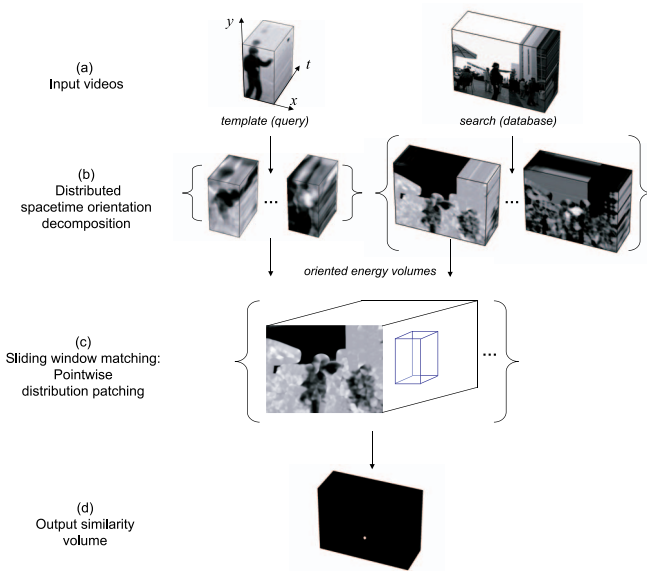 (a)
Input videos
y
t
x
template (query)
search (database)
(b)
Distributed
spacetime orientation
decomposition
...
...
oriented energy volumes
(c)
Sliding window matching:
Pointwise
distribution patching
...
(d)
Output similarity
volume